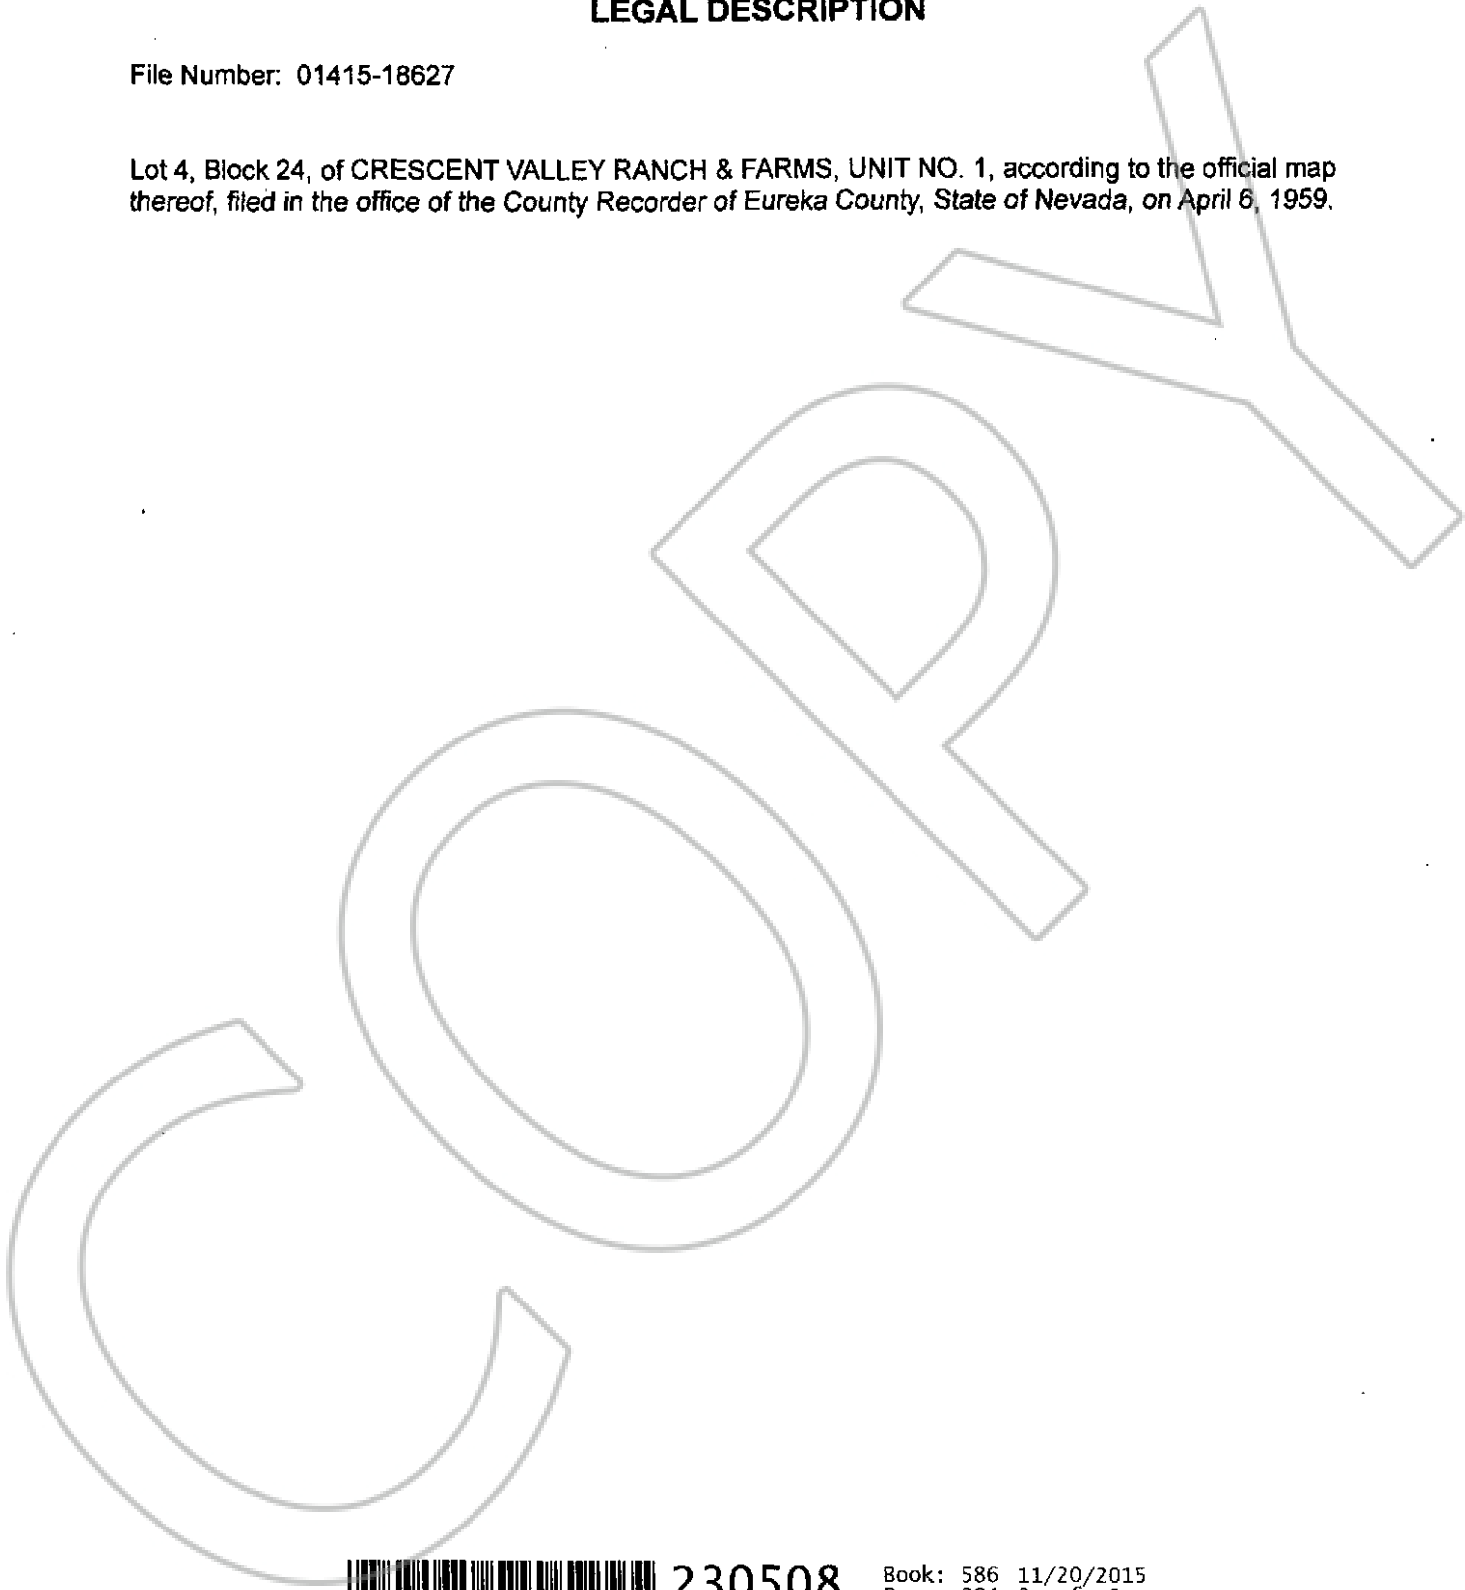 LEGAL DESCRIPTION
File Number: 01415-18627
Lot 4, Block 24, of CRESCENT VALLEY RANCH & FARMS, UNIT NO. 1, according to the official map
thereof, filed in the office of the County Recorder of Eureka County, State of Nevada, on April 6, 1959.
COPY
230508
Book: 586 11/20/2015